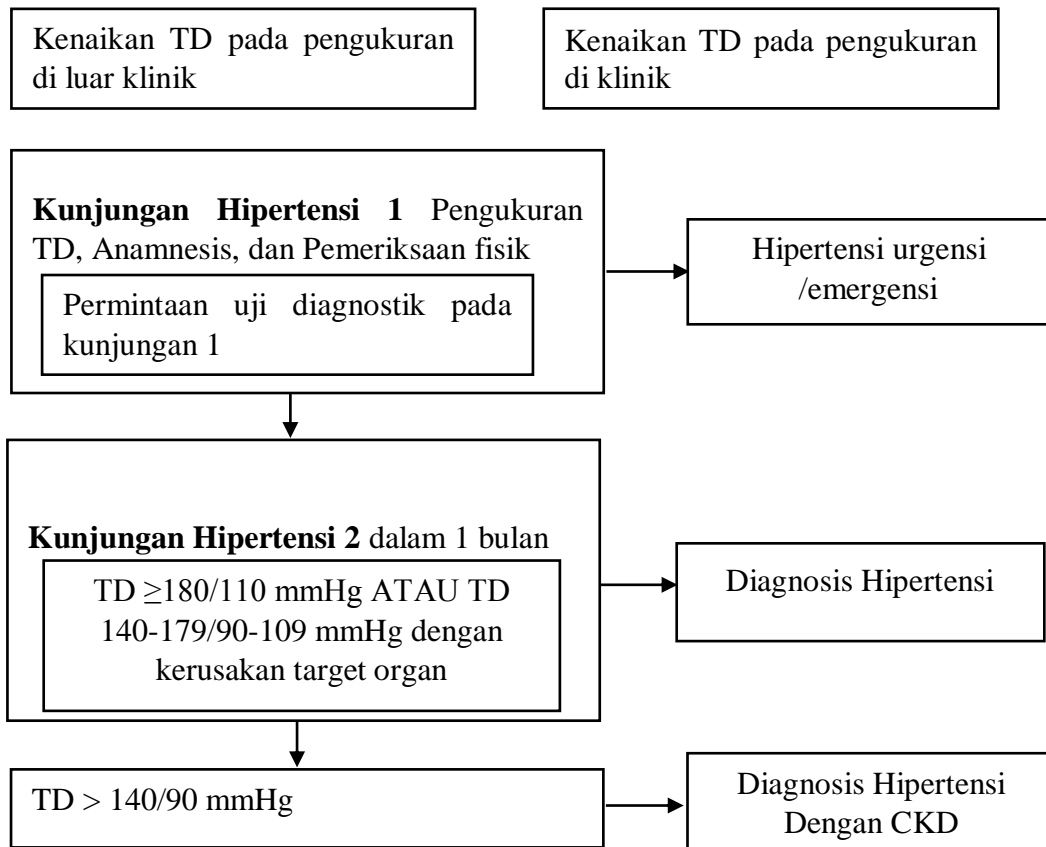 Kenaikan TD pada pengukuran
di luar klinik
Kenaikan TD pada pengukuran
di klinik
Kunjungan Hipertensi 1 Pengukuran
TD, Anamnesis, dan Pemeriksaan fisik
Permintaan uji diagnostik pada
kunjungan 1
Hipertensi urgensi
/emergensi
Kunjungan Hipertensi 2 dalam 1 bulan
TD ≥180/110 mmHg ATAU TD
140-179/90-109 mmHg dengan
kerusakan target organ
Diagnosis Hipertensi
TD > 140/90 mmHg
Diagnosis Hipertensi
Dengan CKD